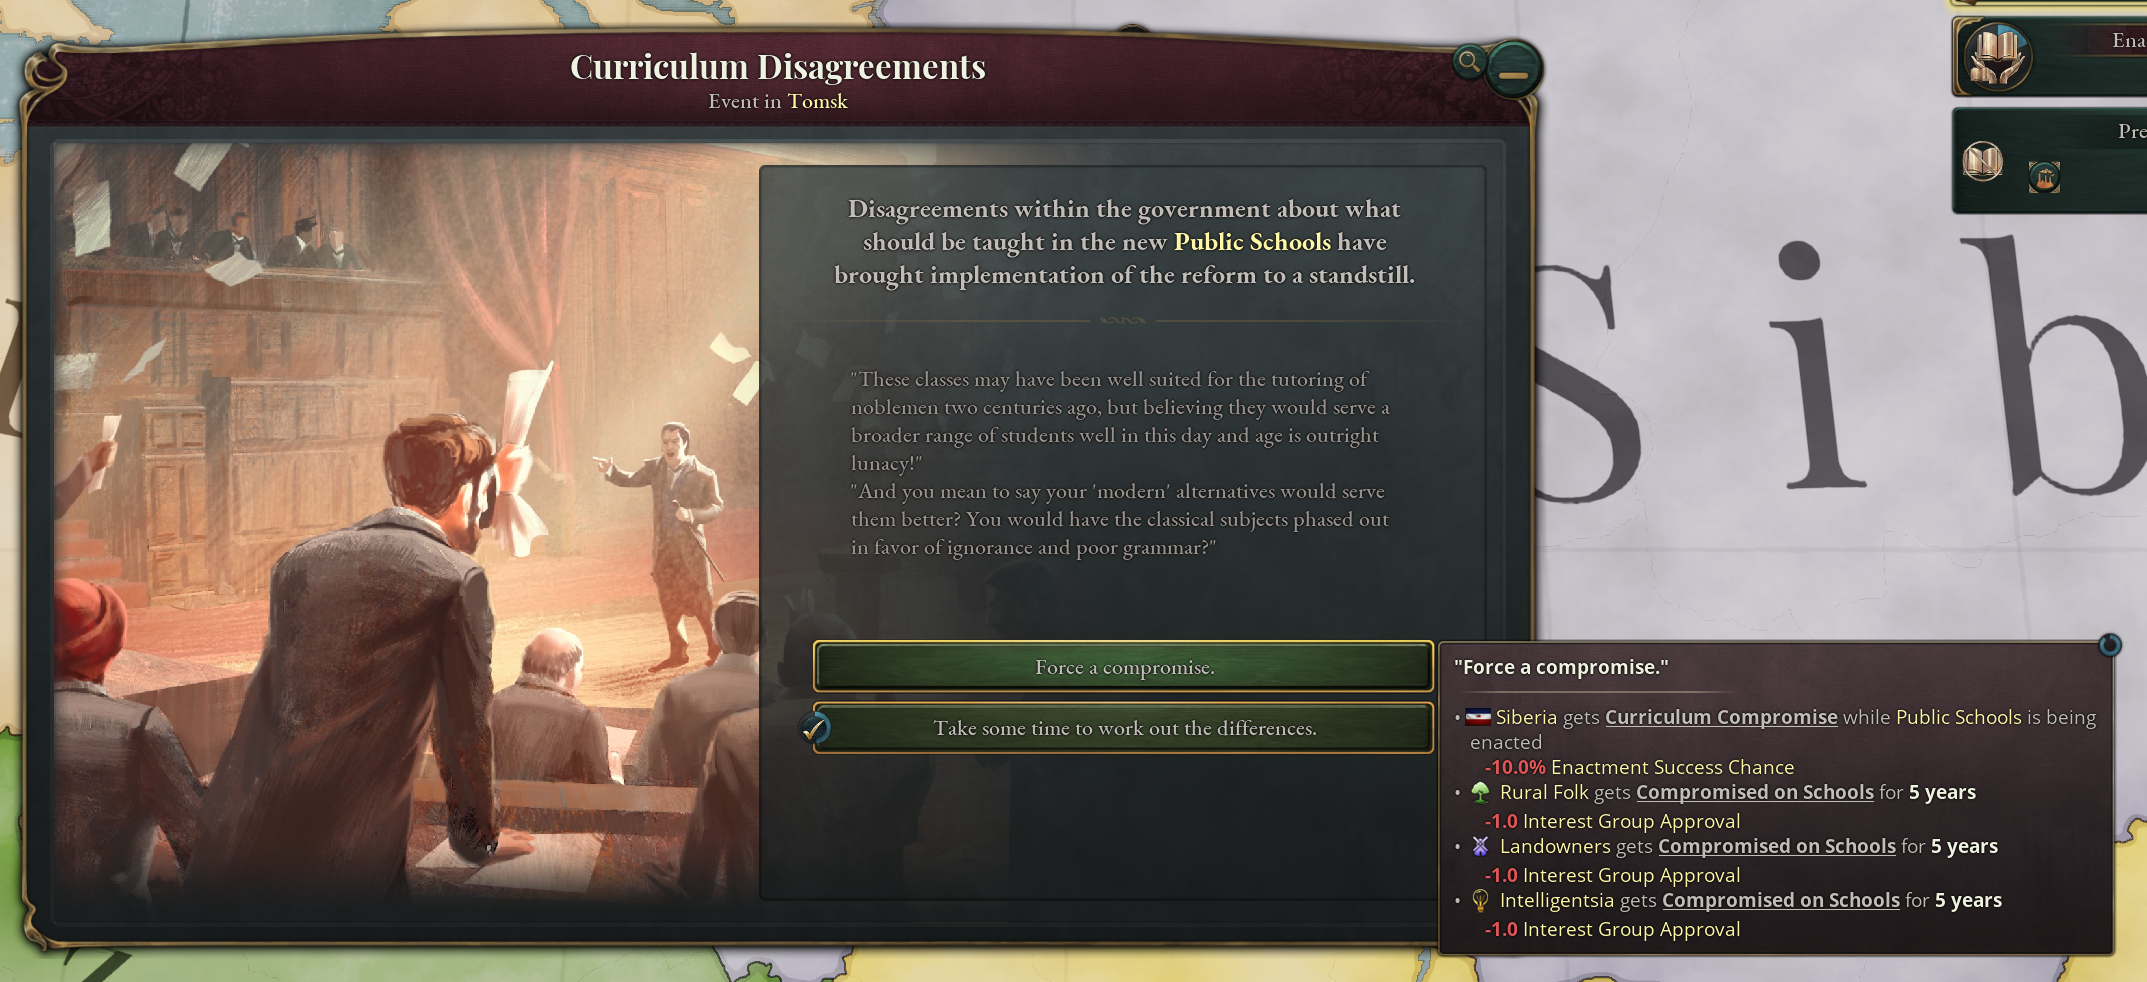 Curriculum Disagreements
Event in Tomsk
Disagreements within the government about what
should be taught in the new Public Schools have
brought implementation of the reform to a standstill.
"These classes may have been well suited for the tutoring of
noblemen two centuries ago, but believing they would serve a
broader range of students well in this day and age is outright
lunacy!"
"And you mean to say your 'modern' alternatives would serve
them better? You would have the classical subjects phased out
in favor of ignorance and poor grammar?"
Force a compromise.
Take some time to work out the differences.
"Force a compromise."
• Siberia gets Curriculum Compromise while Public Schools is being
enacted
-10.0% Enactment Success Chance
• Rural Folk gets Compromised on Schools for 5 years
-1.0 Interest Group Approval
• Landowners gets Compromised on Schools for 5 years
-1.0 Interest Group Approval
• Intelligentsia gets Compromised on Schools for 5 years
-1.0 Interest Group Approval
Ena
Pre
Sib